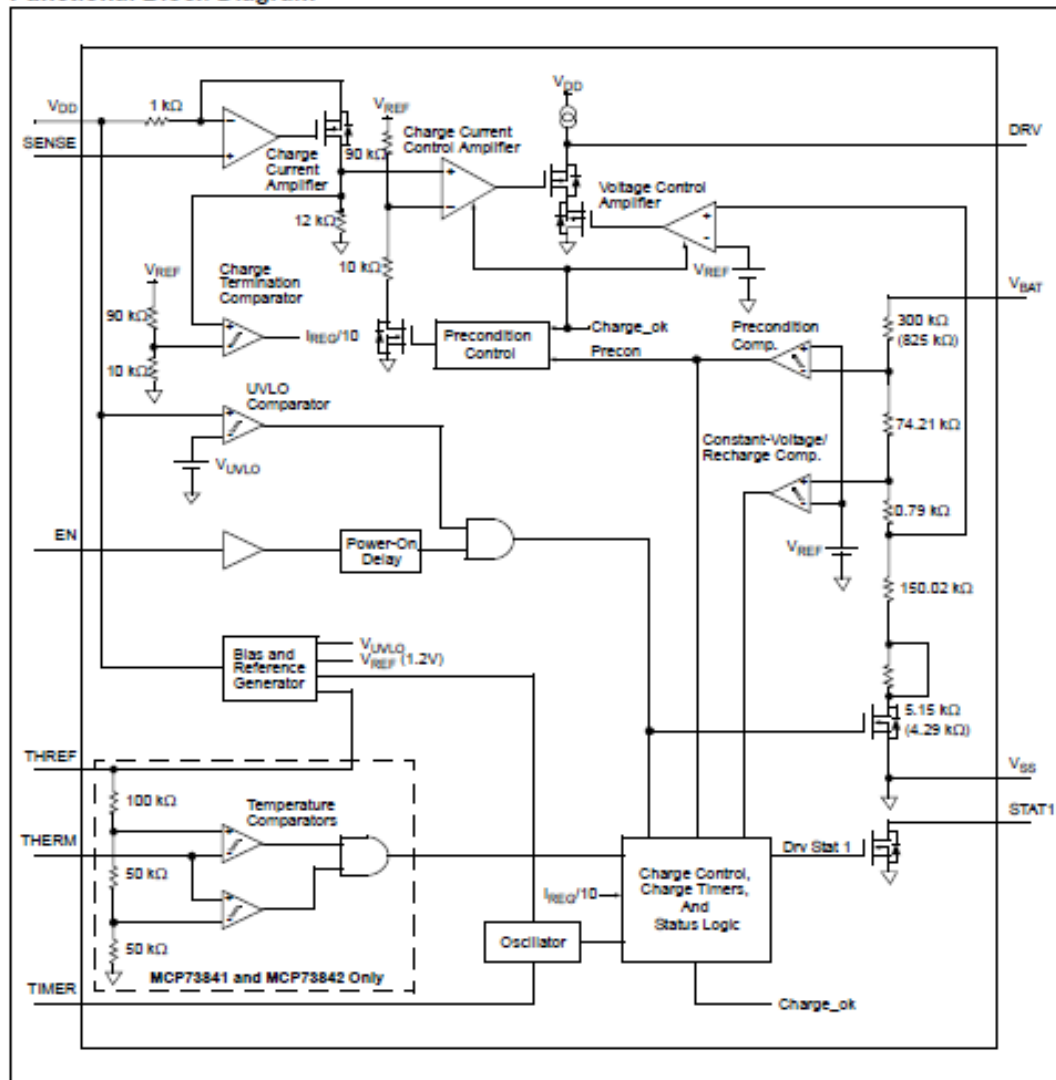 VDD
SENSE
1 kΩ
Charge
Current
Amplifier
VREF
90 kΩ
Charge Current
Control Amplifier
VDD
DRV
Voltage Control
Amplifier
12 kΩ
10 kΩ
VREF
VREF
90 kΩ
10 kΩ
Charge
Termination
Comparator
IREG/10
Precondition
Control
Charge_ok
Precon
Precondition
Comp.
VBAT
300 kΩ
(825 kΩ)
74.21 kΩ
UVLO
Comparator
VUVLO
Constant-Voltage/
Recharge Comp.
0.79 kΩ
VREF
150.02 kΩ
EN
Power-On
Delay
Bias and
Reference
Generator
VUVLO
VREF (1.2V)
5.15 kΩ
(4.29 kΩ)
VSS
STAT1
THREF
100 kΩ
Temperature
Comparators
THERM
50 kΩ
50 kΩ
MCP73841 and MCP73842 Only
TIMER
Oscillator
IREG/10
Charge Control,
Charge Timers,
And
Status Logic
Drv Stat 1
Charge_ok